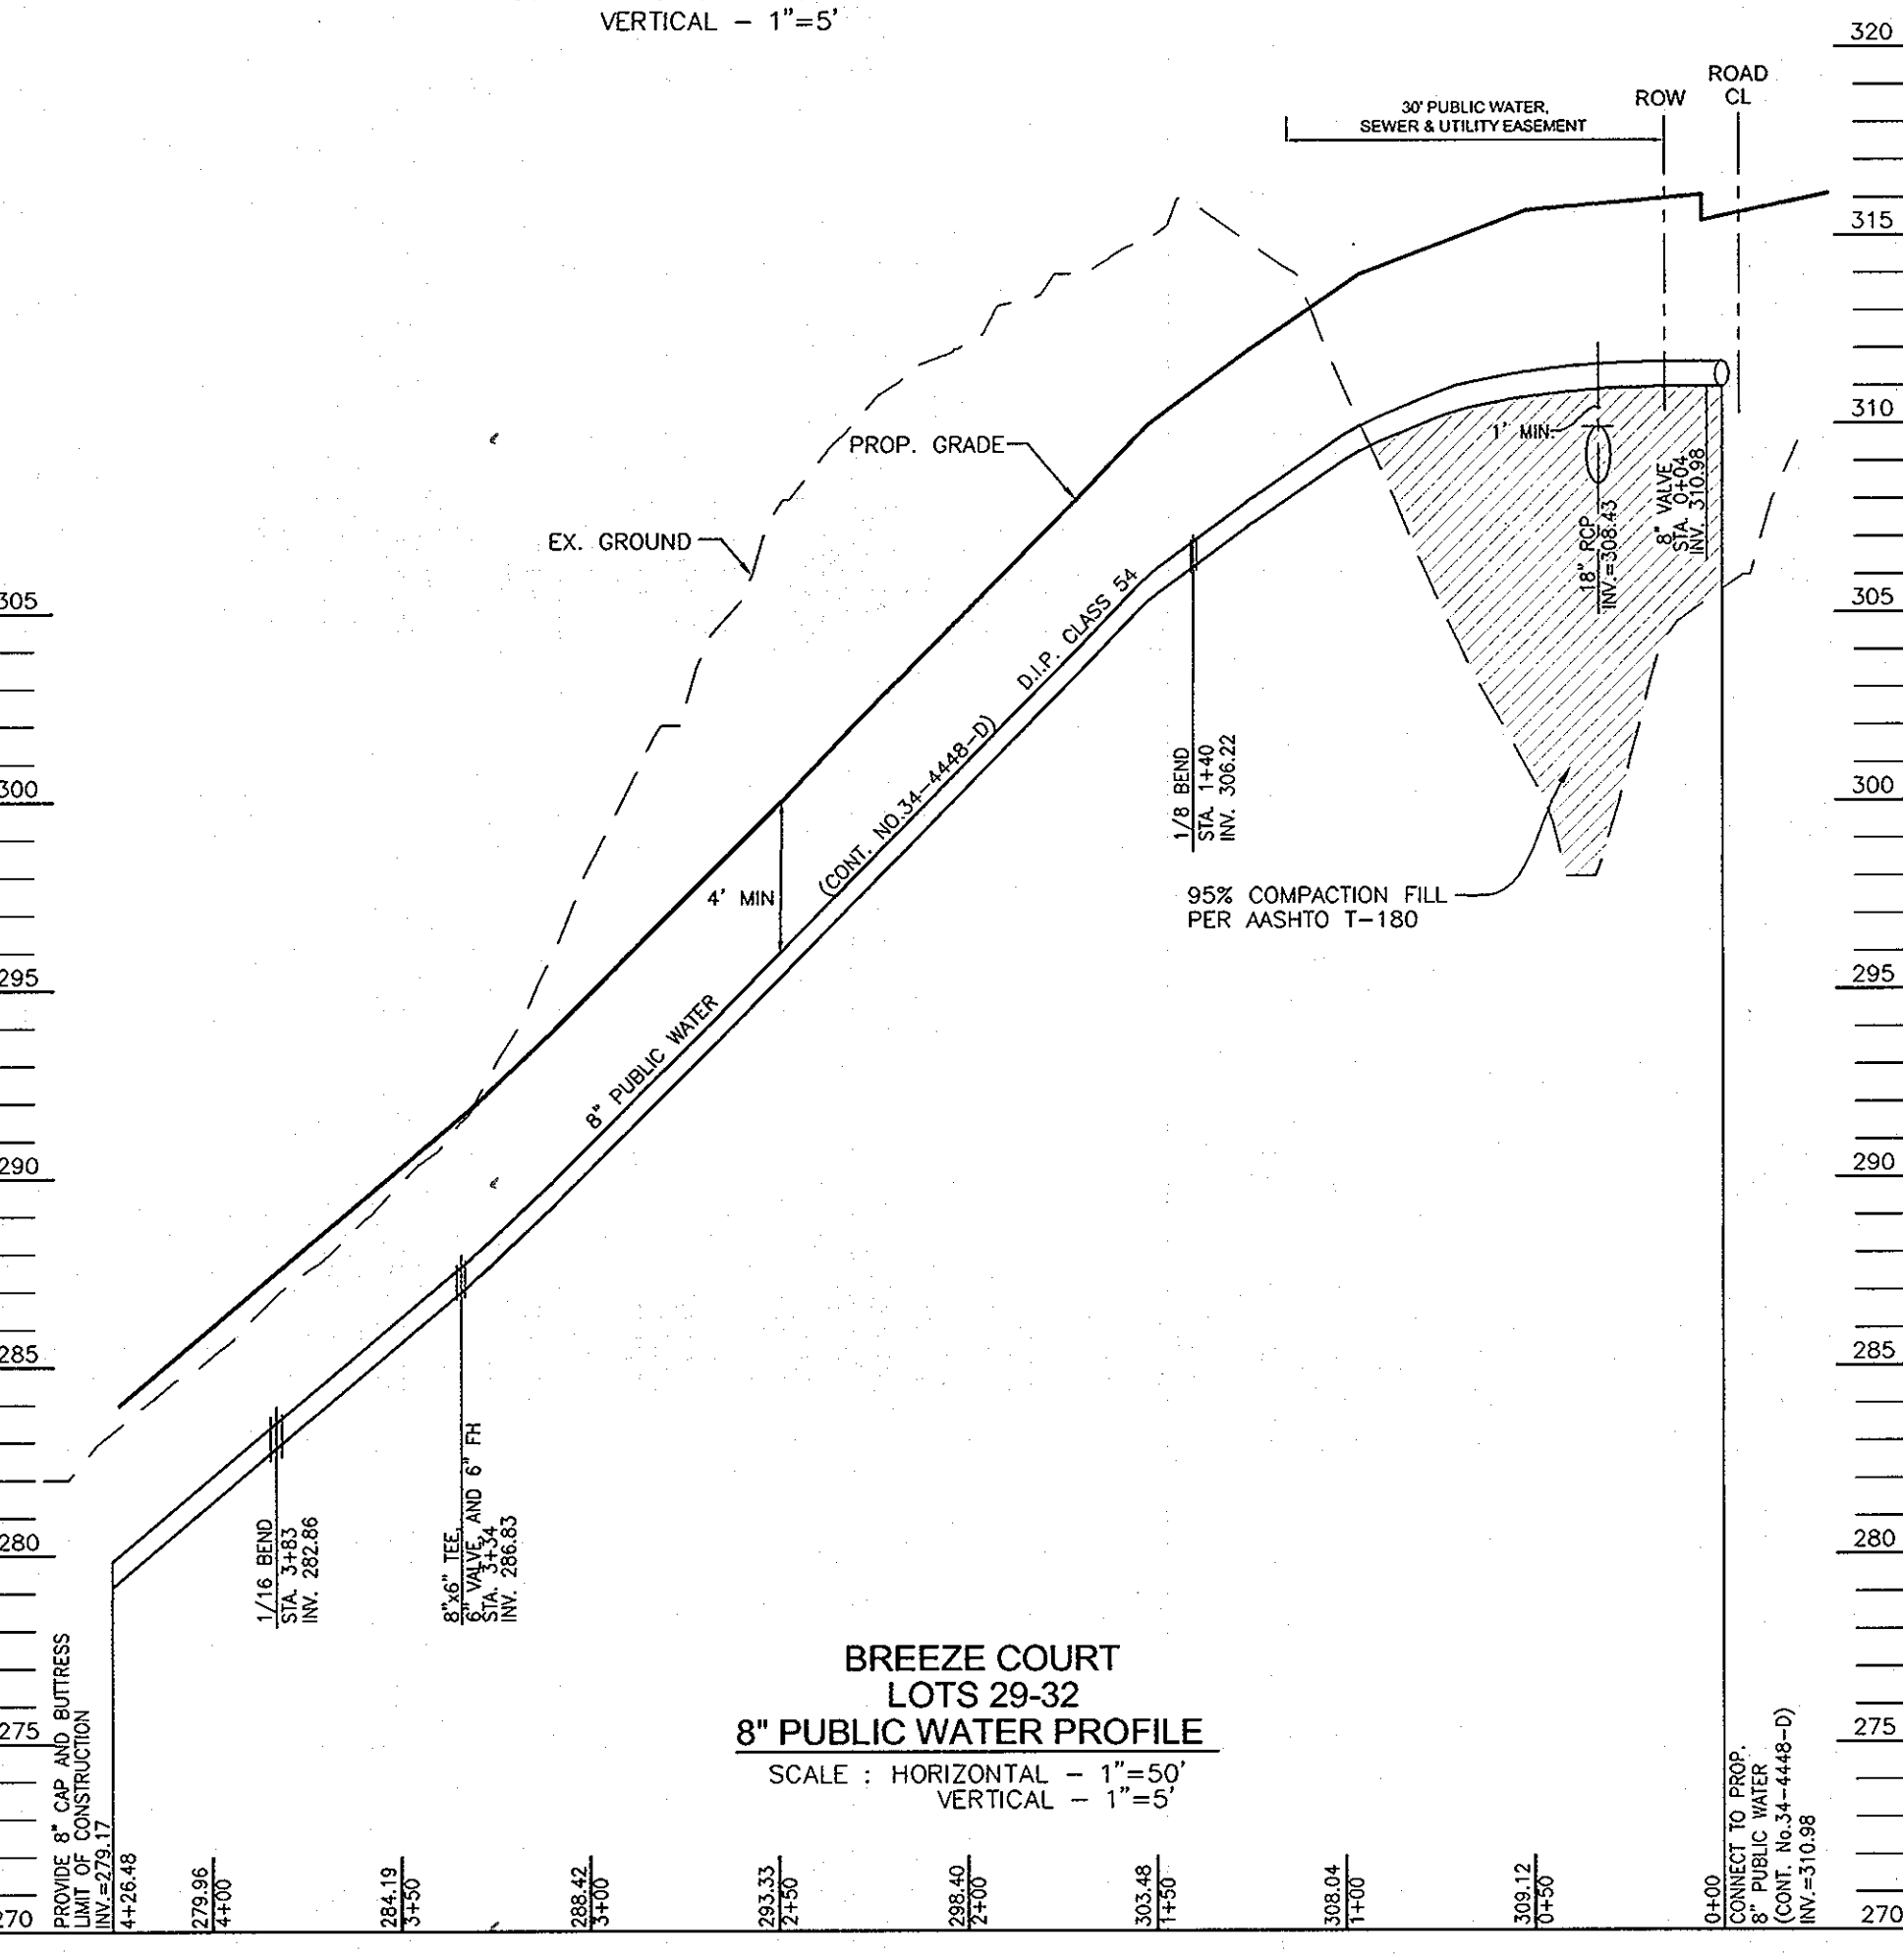 VERTICAL - 1"=5'
320
ROAD
CL
ROW
30' PUBLIC WATER,
SEWER & UTILITY EASEMENT
315
310
PROP. GRADE
1' MIN.
EX. GROUND
8" VALVE
STA. 0+04
INV. 310.98
18" RCP
INV.=308.43
305
305
D.I.P. CLASS 54
(CONT. NO.34-4448-D)
1/8 BEND
STA. 1+40
INV. 306.22
300
300
4' MIN
95% COMPACTION FILL
PER AASHTO T-180
295
295
8" PUBLIC WATER
290
290
285
285
280
280
1/16 BEND
STA. 3+83
INV. 282.86
8"x6" TEE,
6" VALVE, AND 6" FH
STA. 3+34
INV. 286.83
BREEZE COURT
LOTS 29-32
8" PUBLIC WATER PROFILE
SCALE : HORIZONTAL - 1"=50'
VERTICAL - 1"=5'
275
275
PROVIDE 8" CAP AND BUTTRESS
LIMIT OF CONSTRUCTION
INV.=279.17
4+26.48
279.96
4+00
284.19
3+50
288.42
3+00
293.33
2+50
298.40
2+00
303.48
1+50
308.04
1+00
309.12
0+50
0+00
CONNECT TO PROP.
8" PUBLIC WATER
(CONT. No.34-4448-D)
INV.=310.98
270
270